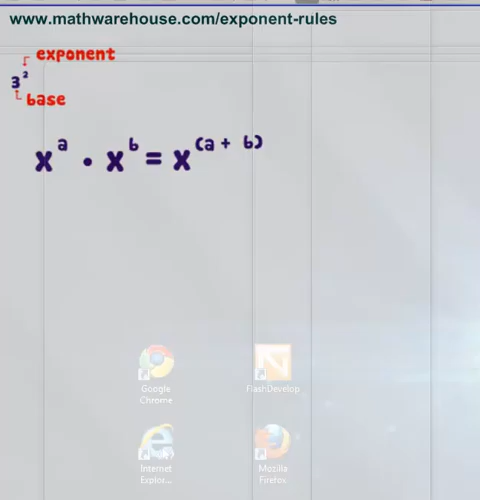 www.mathwarehouse.com/exponent-rules
exponent
3²
base
xᵃ • xᵇ = x⁽ᵃ ⁺ ᵇ⁾
Google Chrome
FlashDevelop
Internet Explor...
Mozilla Firefox